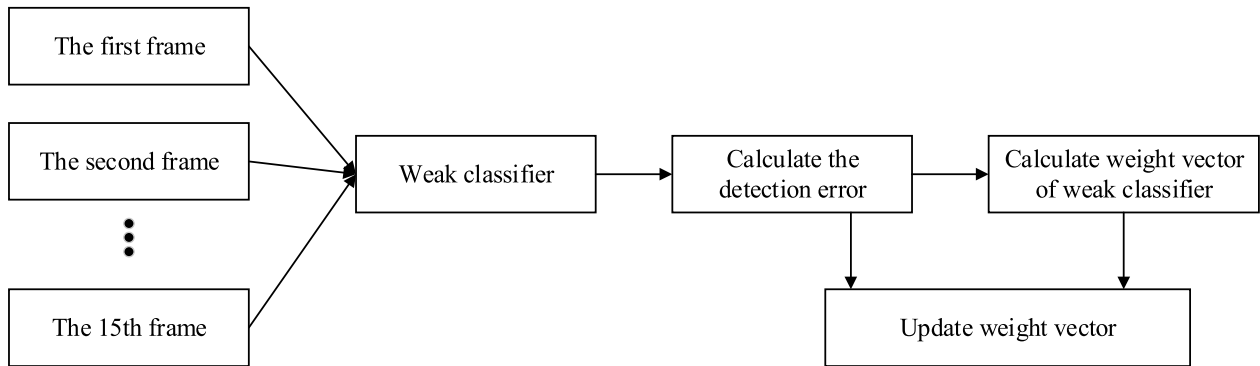 The first frame
The second frame
The 15th frame
Weak classifier
Calculate the
detection error
Calculate weight vector
of weak classifier
Update weight vector